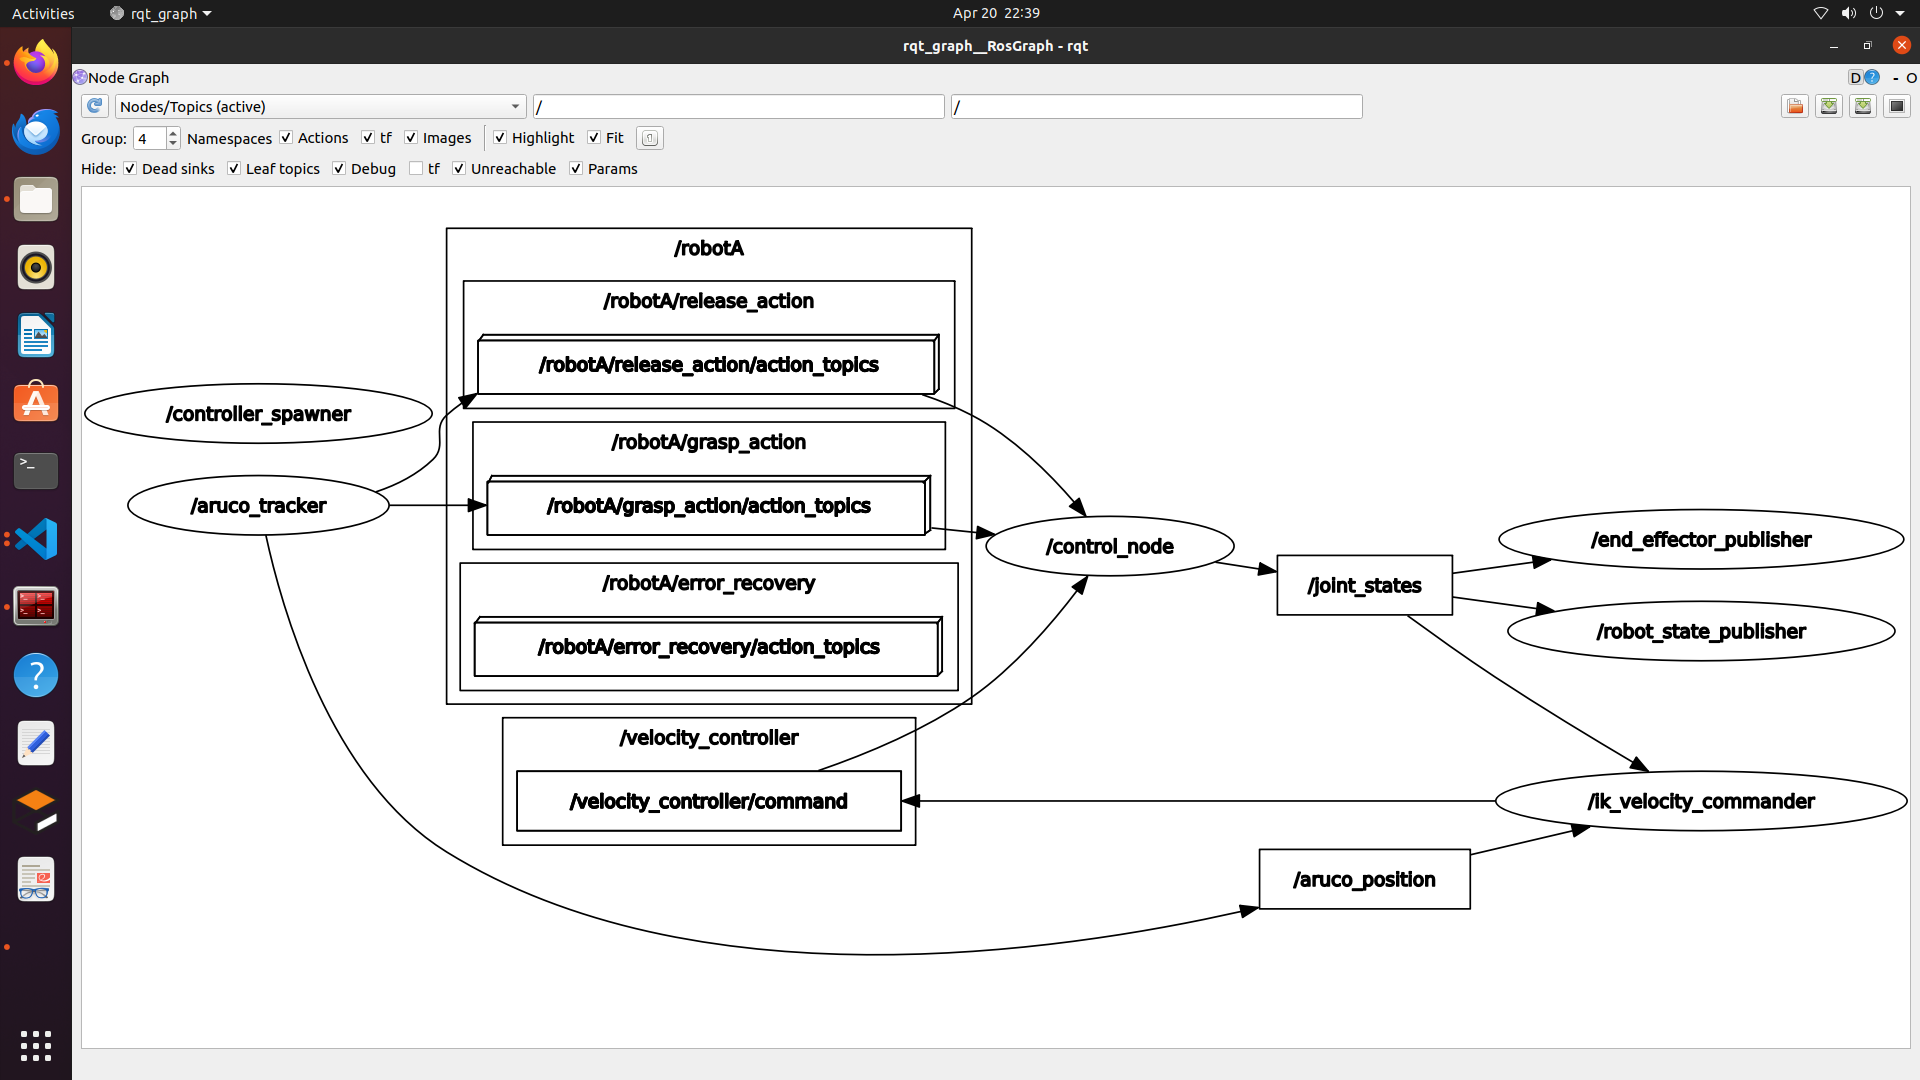 Activities rqt_graph Apr 20 22:39
rqt_graph__RosGraph - rqt
Node Graph D ? - O
Nodes/Topics (active) / /
Group: 4 Namespaces Actions tf Images Highlight Fit
Hide: Dead sinks Leaf topics Debug tf Unreachable Params
/robotA
/robotA/release_action
/robotA/release_action/action_topics
/controller_spawner
/robotA/grasp_action
/aruco_tracker
/robotA/grasp_action/action_topics
/control_node
/end_effector_publisher
/joint_states
/robotA/error_recovery
/robot_state_publisher
/robotA/error_recovery/action_topics
/velocity_controller
/velocity_controller/command
/ik_velocity_commander
/aruco_position